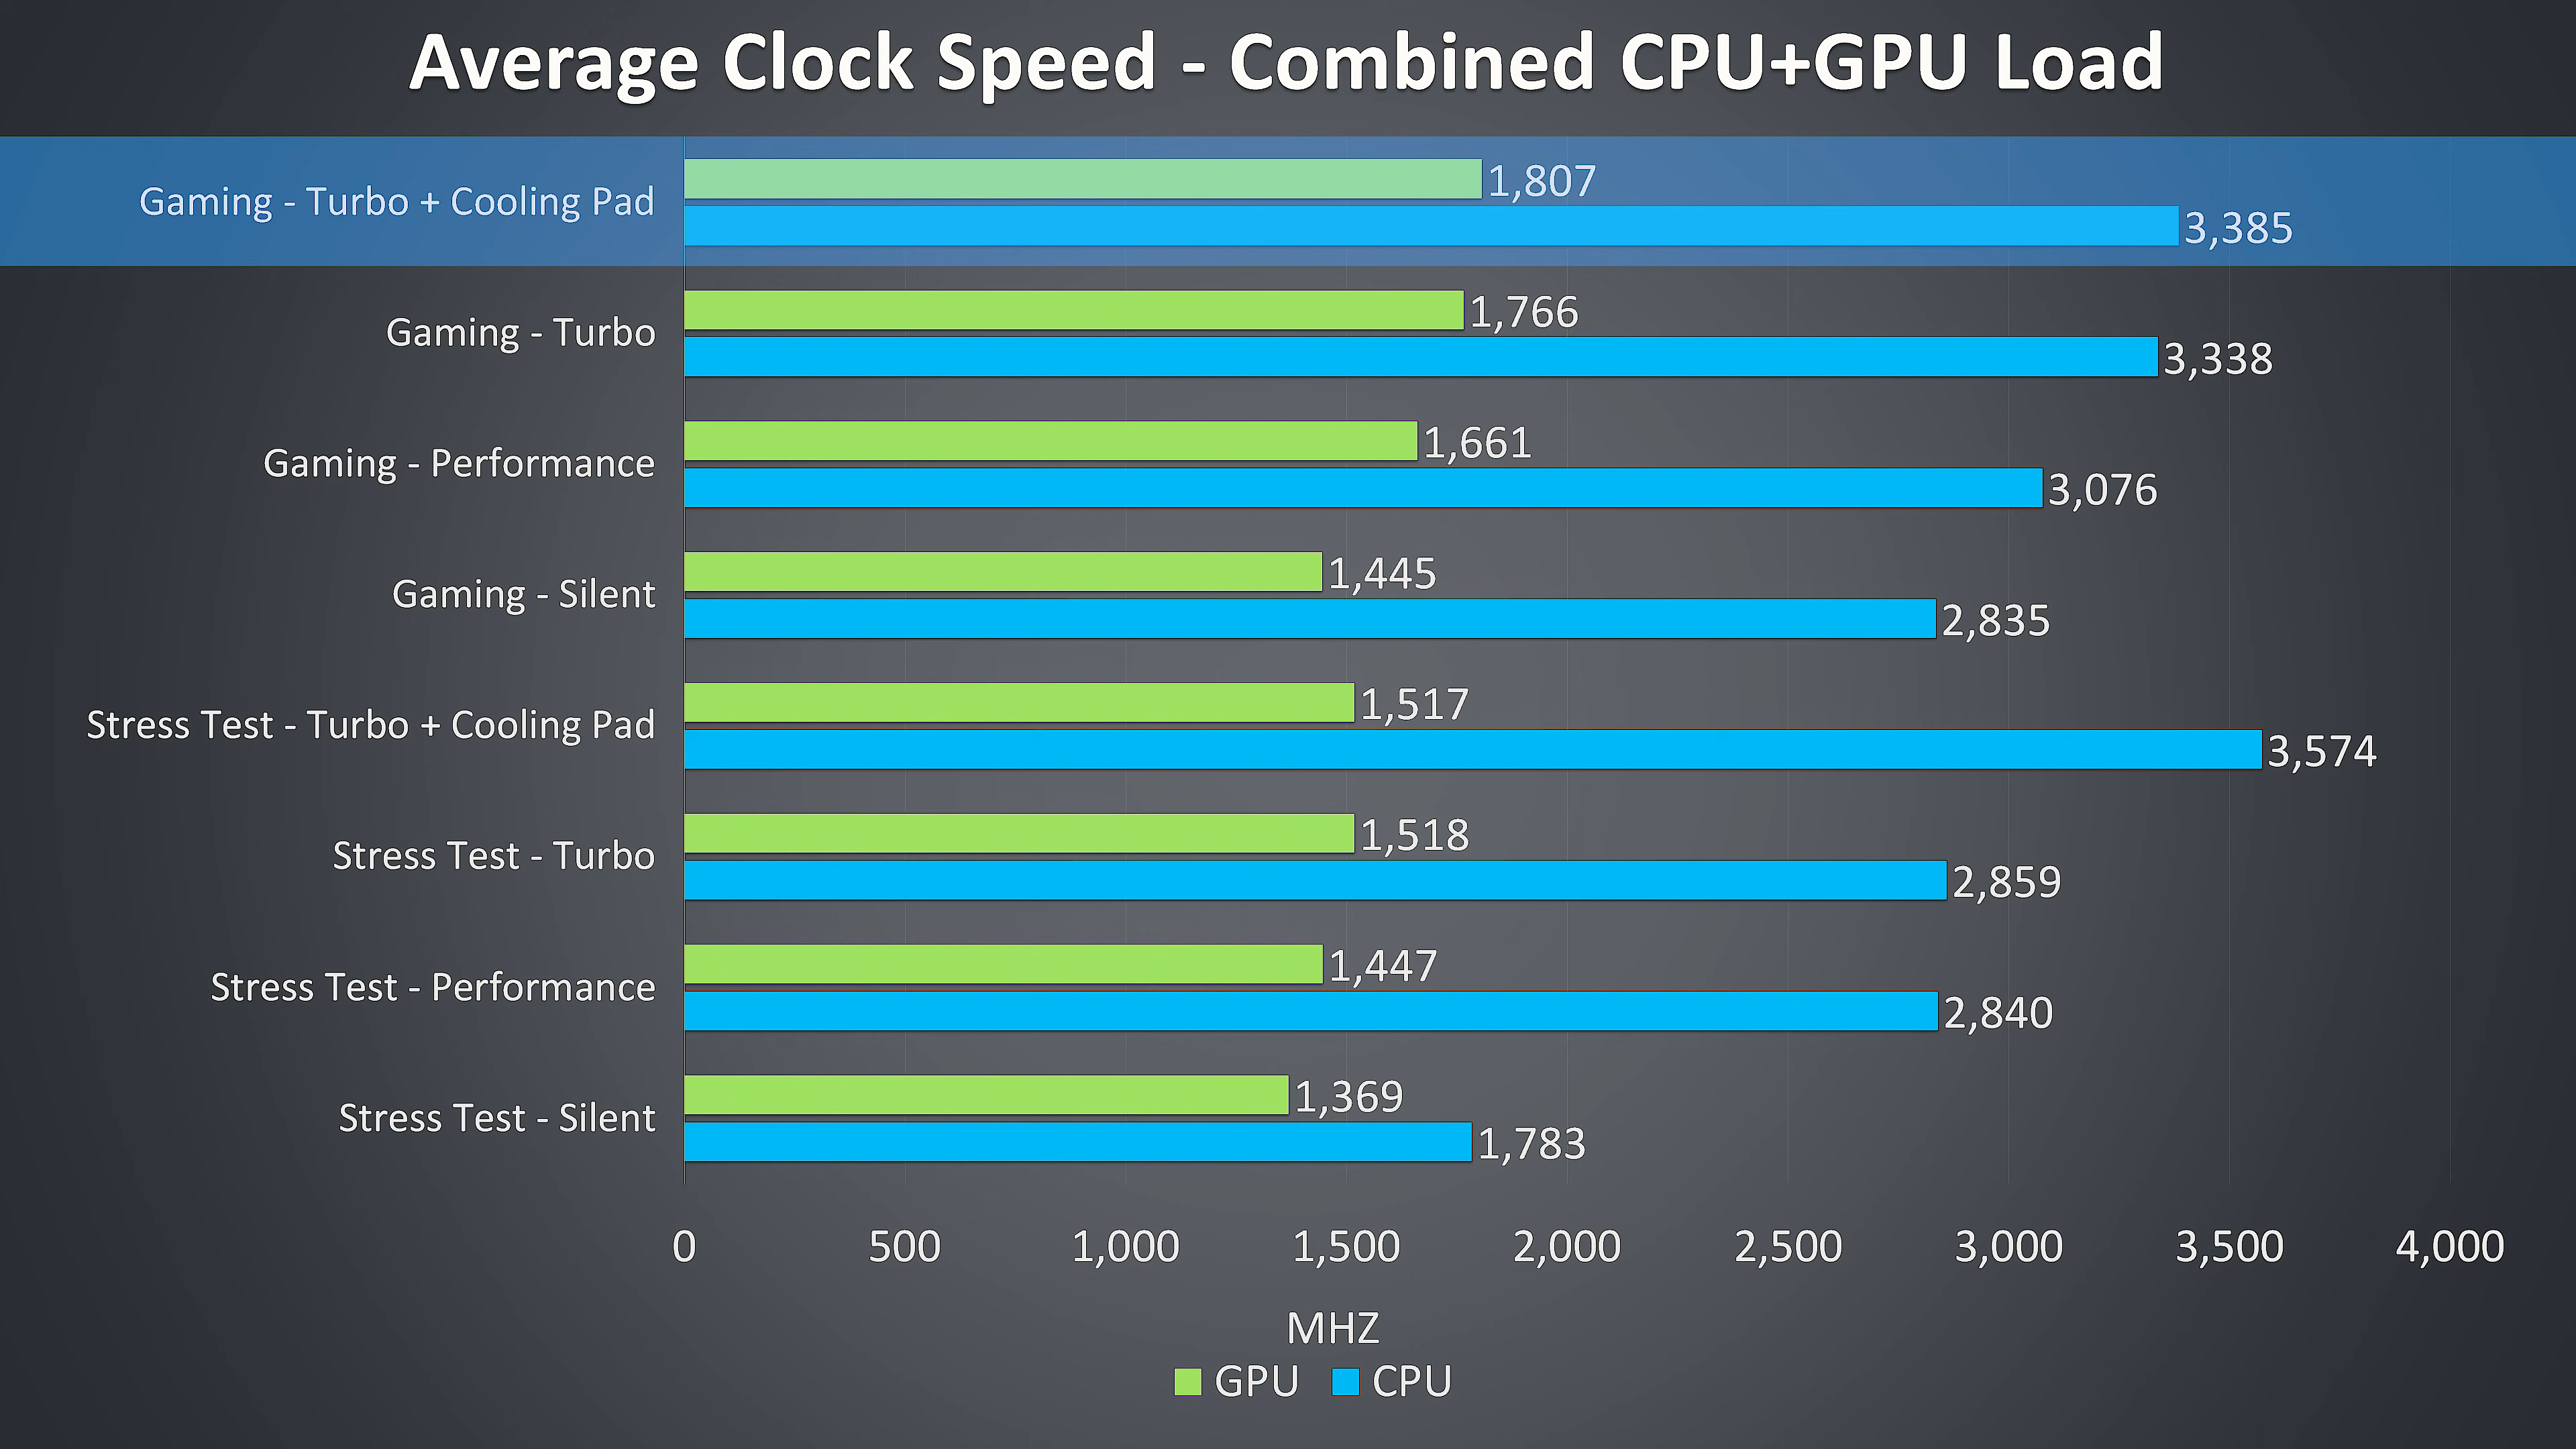 Average Clock Speed - Combined CPU+GPU Load
Gaming - Turbo + Cooling Pad
1,807
3,385
Gaming - Turbo
1,766
3,338
Gaming - Performance
1,661
3,076
Gaming - Silent
1,445
2,835
Stress Test - Turbo + Cooling Pad
1,517
3,574
Stress Test - Turbo
1,518
2,859
Stress Test - Performance
1,447
2,840
Stress Test - Silent
1,369
1,783
0 500 1,000 1,500 2,000 2,500 3,000 3,500 4,000
MHZ
GPU CPU